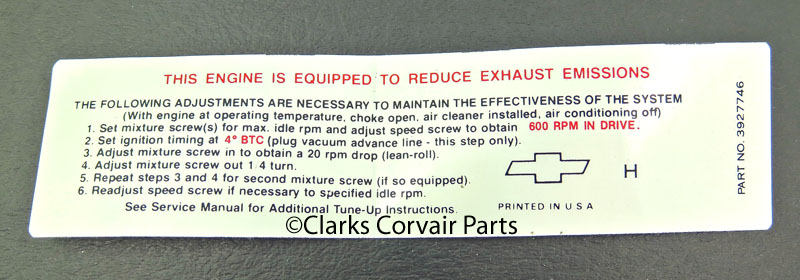 THIS ENGINE IS EQUIPPED TO REDUCE EXHAUST EMISSIONS
THE FOLLOWING ADJUSTMENTS ARE NECESSARY TO MAINTAIN THE EFFECTIVENESS OF THE SYSTEM
(With engine at operating temperature, choke open, air cleaner installed, air conditioning off)
1. Set mixture screw(s) for max. idle rpm and adjust speed screw to obtain 600 RPM IN DRIVE.
2. Set ignition timing at 4° BTC (plug vacuum advance line - this step only).
3. Adjust mixture screw in to obtain a 20 rpm drop (lean-roll).
4. Adjust mixture screw out 1/4 turn.
5. Repeat steps 3 and 4 for second mixture screw (if so equipped).
6. Readjust speed screw if necessary to specified idle rpm.
See Service Manual for Additional Tune-Up Instructions.
H
PRINTED IN U S A
PART NO. 3927746
©Clarks Corvair Parts